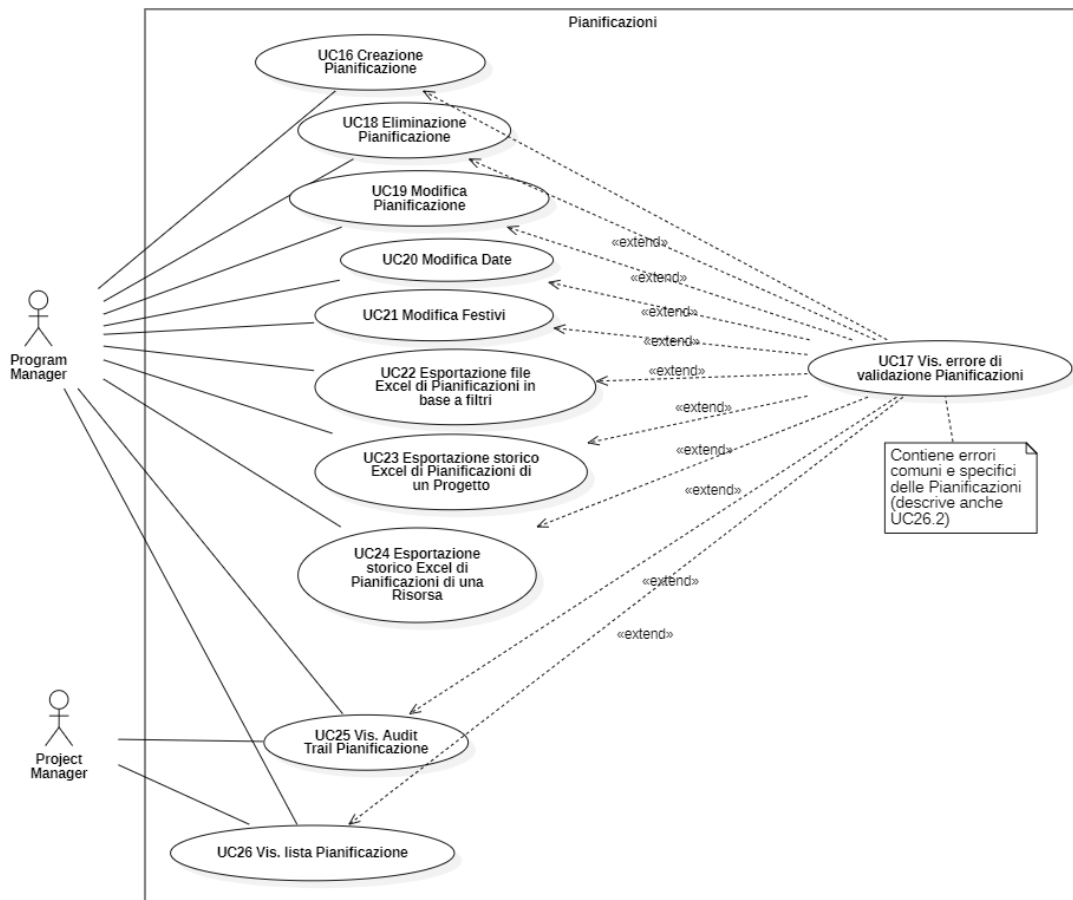 Pianificazioni
UC16 Creazione
Pianificazione
UC18 Eliminazione
Pianificazione
UC19 Modifica
Pianificazione
UC20 Modifica Date
UC21 Modifica Festivi
UC22 Esportazione file
Excel di Pianificazioni in
base a filtri
UC23 Esportazione storico
Excel di Pianificazioni di
un Progetto
UC24 Esportazione
storico Excel di
Pianificazioni di una
Risorsa
UC25 Vis. Audit
Trail Pianificazione
UC26 Vis. lista Pianificazione
Program
Manager
Project
Manager
«extend»
«extend»
«extend»
«extend»
«extend»
«extend»
«extend»
«extend»
«extend»
«extend»
UC17 Vis. errore di
validazione Pianificazioni
Contiene errori
comuni e specifici
delle Pianificazioni
(descrive anche
UC26.2)